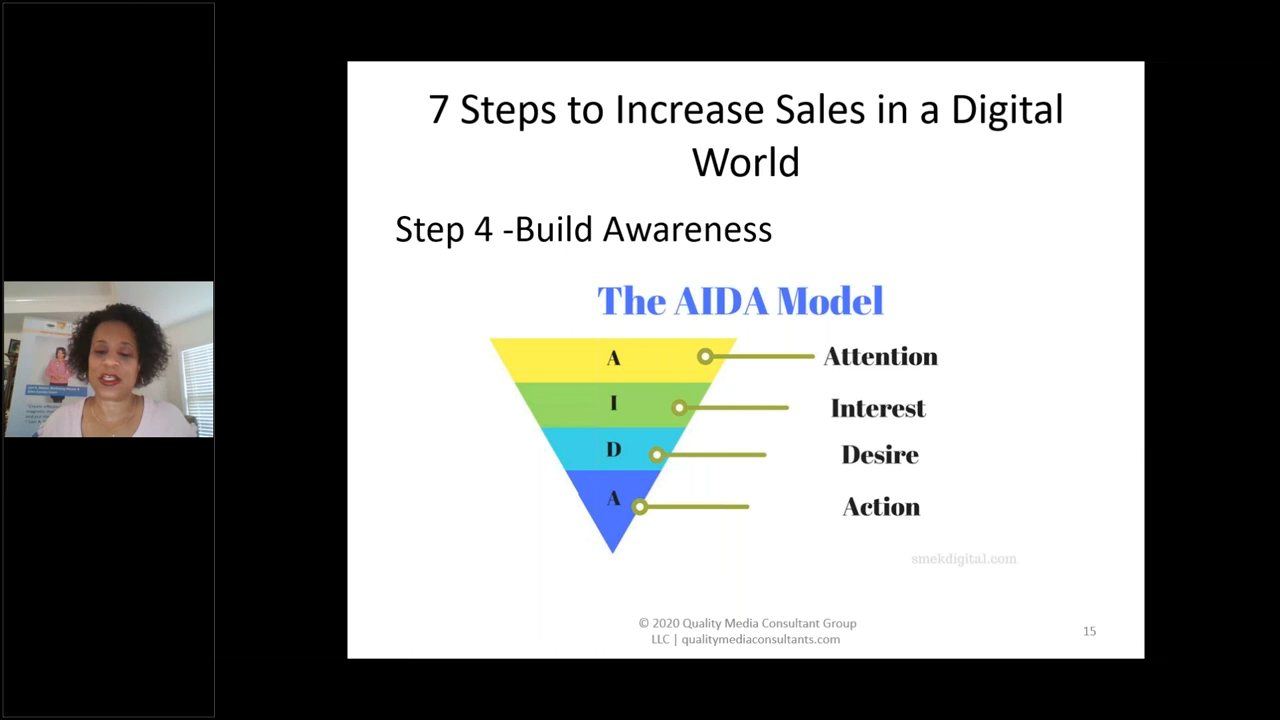 7 Steps to Increase Sales in a Digital
World
Step 4 -Build Awareness
The AIDA Model
A
Attention
I
Interest
D
Desire
A
Action
smekdigital.com
© 2020 Quality Media Consultant Group
LLC | qualitymediaconsultants.com
15